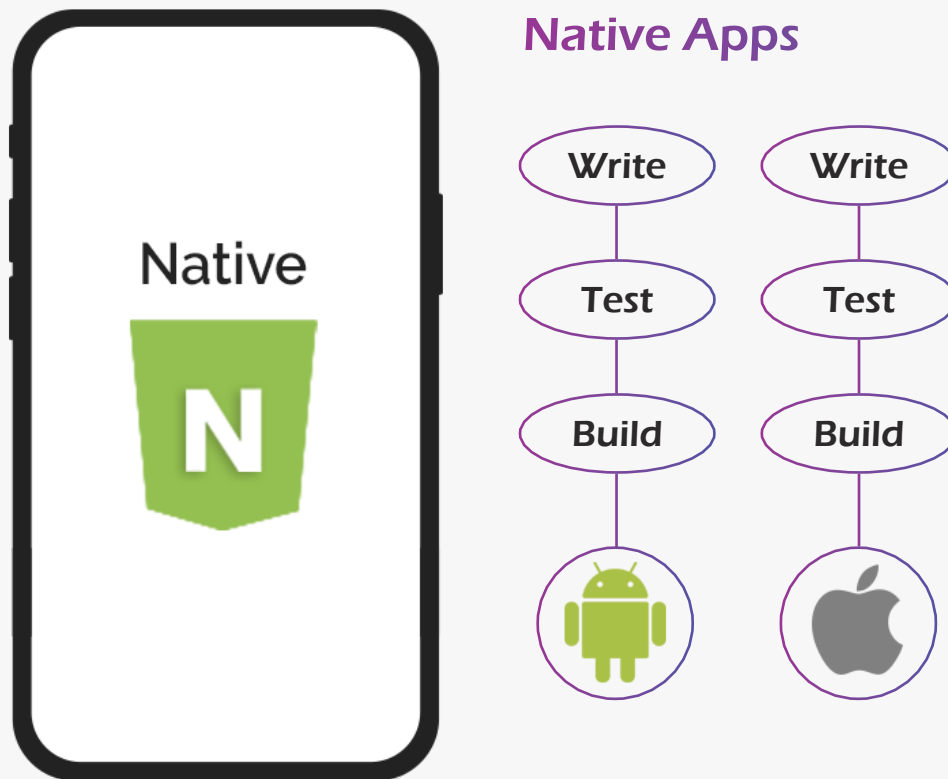 Native Apps
Native
N
Write
Write
Test
Test
Build
Build